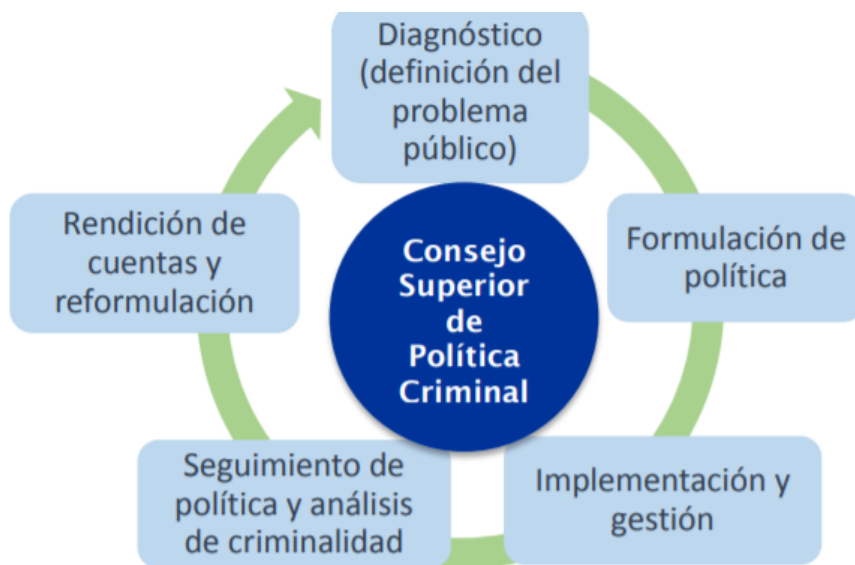 Diagnóstico
(definición del
problema
público)
Formulación de
política
Implementación y
gestión
Seguimiento de
política y análisis
de criminalidad
Rendición de
cuentas y
reformulación
Consejo
Superior
de
Política
Criminal